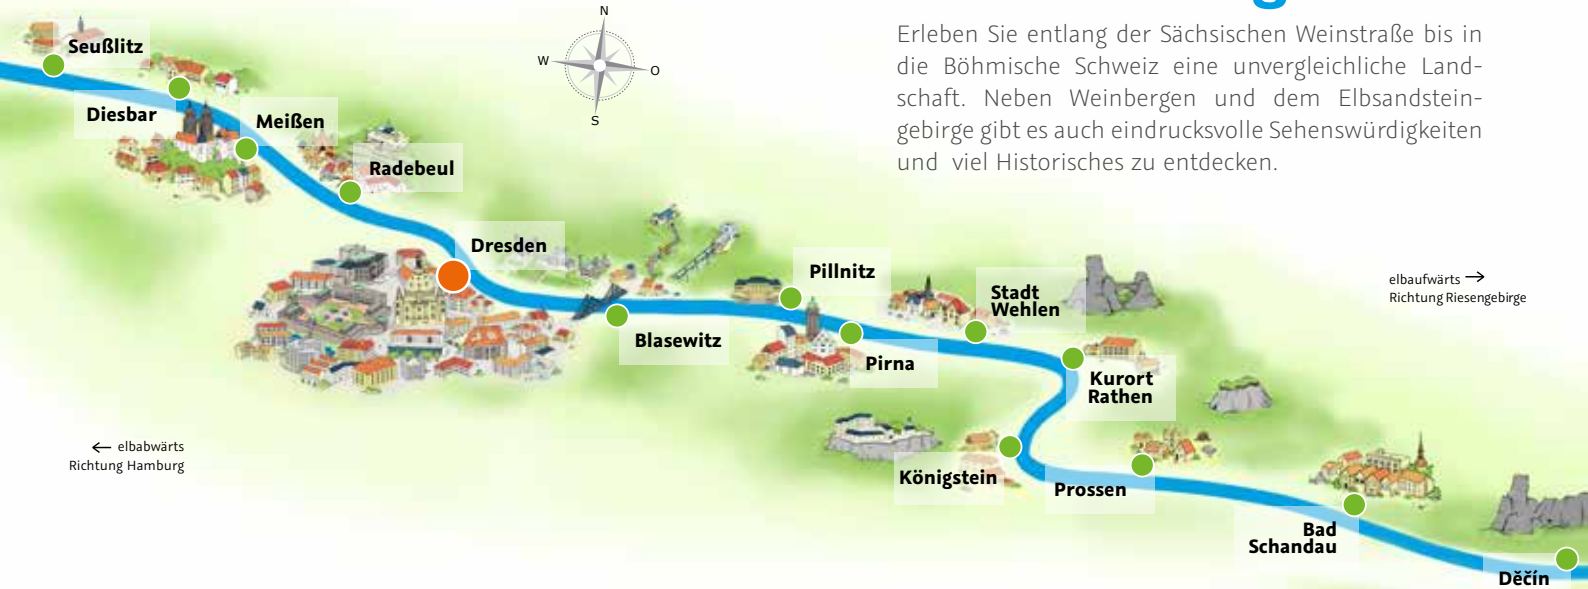 Erleben Sie entlang der Sächsischen Weinstraße bis in
die Böhmische Schweiz eine unvergleichliche Land-
schaft. Neben Weinbergen und dem Elbsandstein-
gebirge gibt es auch eindrucksvolle Sehenswürdigkeiten
und viel Historisches zu entdecken.
N
W
O
S
Seußlitz
Diesbar
Meißen
Radebeul
Dresden
Blasewitz
Pillnitz
Pirna
Stadt
Wehlen
Kurort
Rathen
Königstein
Prossen
Bad
Schandau
Děčín
elbaufwärts →
Richtung Riesengebirge
← elbabwärts
Richtung Hamburg